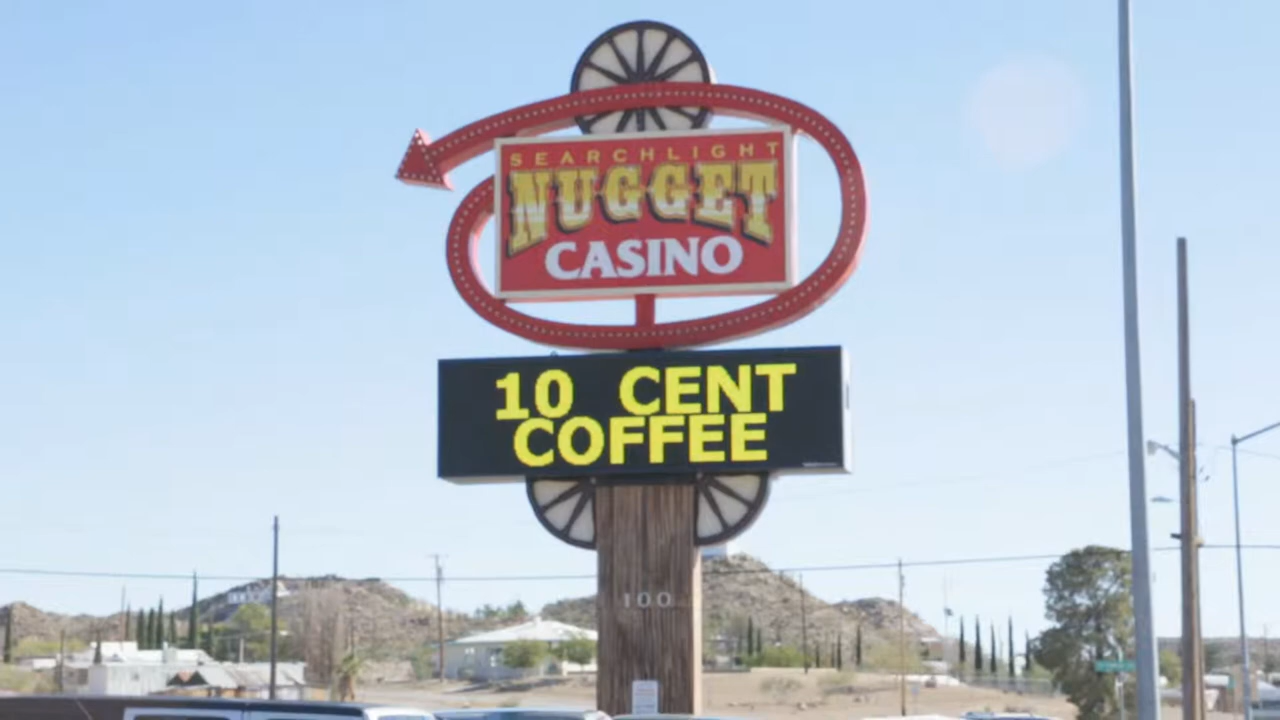 SEARCHLIGHT
NUGGET
CASINO
10 CENT
COFFEE
100